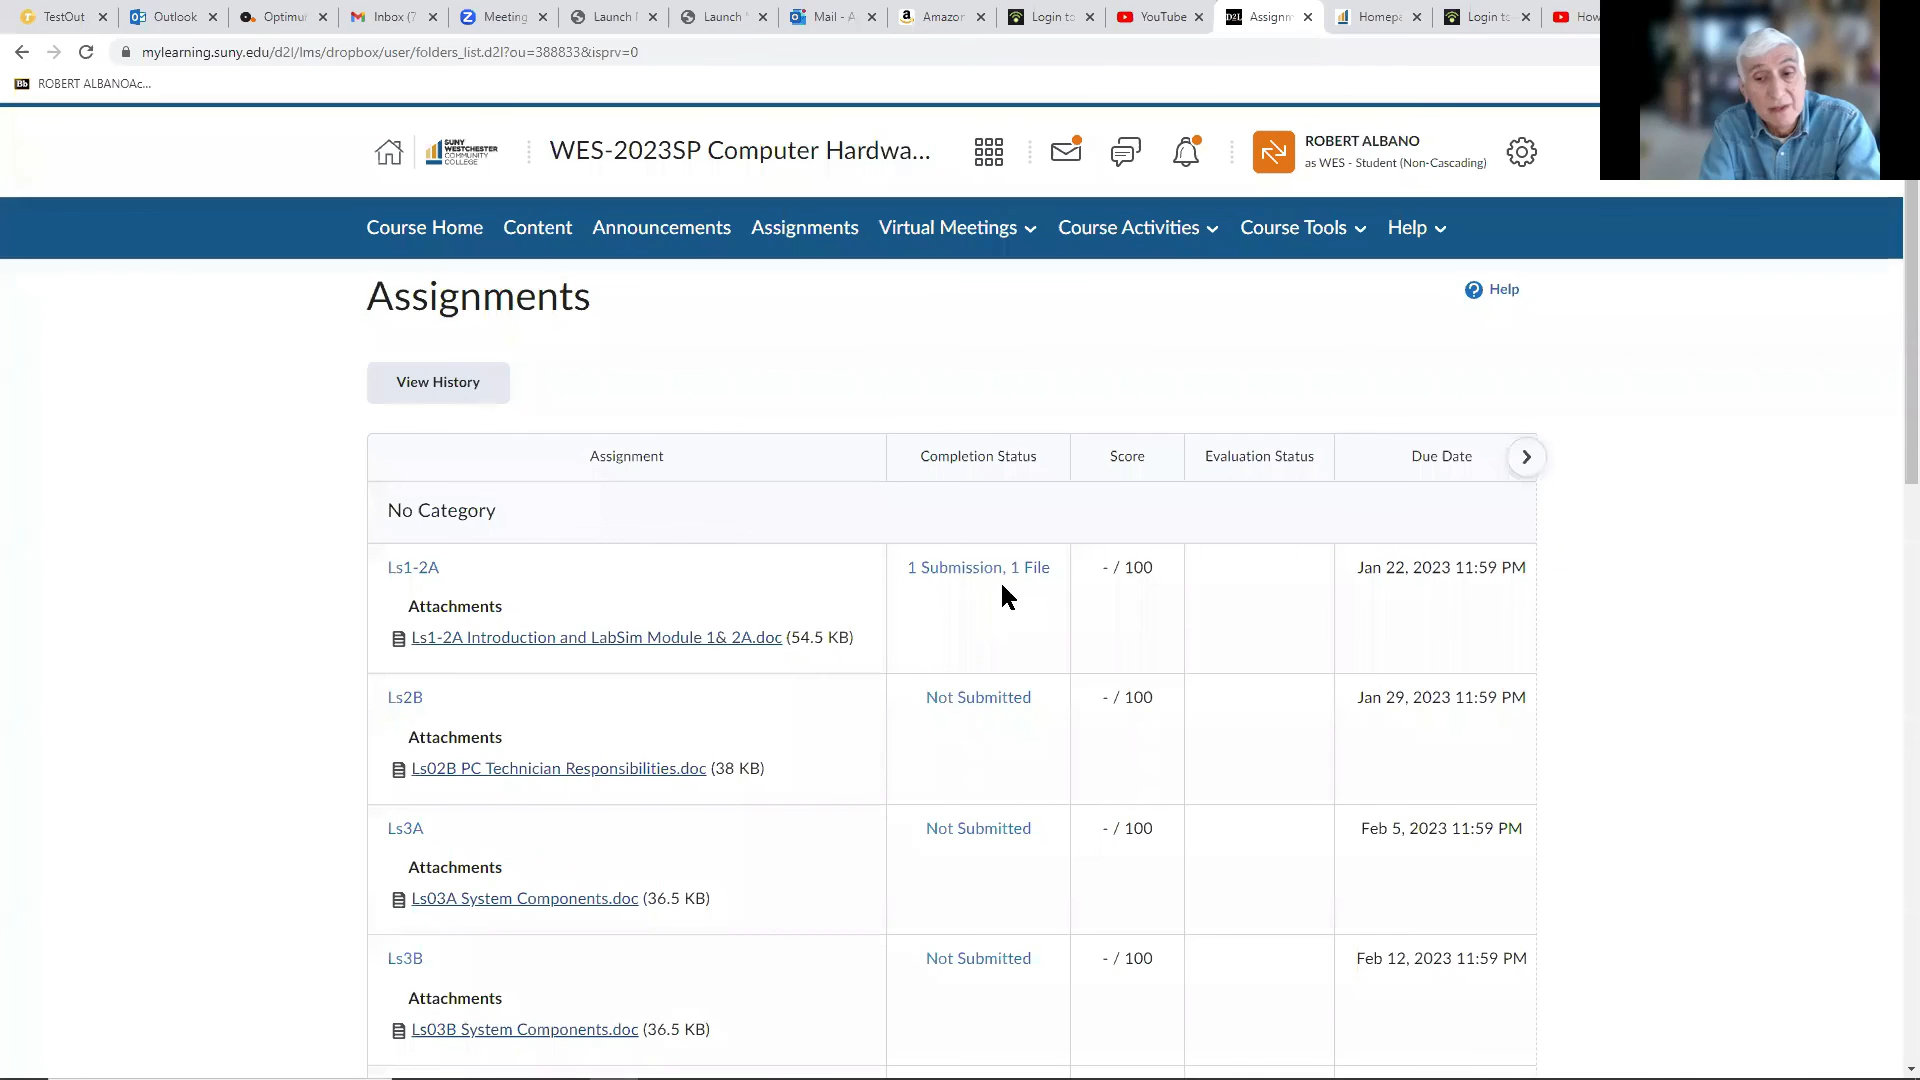 TestOut
Outlook
Optimu
Inbox (7
Meeting
Launch
Launch
Mail - A
Amazor
Login to
YouTube
Assignm
Homepa
Login to
How
mylearning.suny.edu/d2l/lms/dropbox/user/folders_list.d2l?ou=388833&isprv=0
Bb ROBERT ALBANOAc...
SUNY
WESTCHESTER
COMMUNITY
COLLEGE
WES-2023SP Computer Hardwa...
ROBERT ALBANO
as WES - Student (Non-Cascading)
Course Home Content Announcements Assignments Virtual Meetings Course Activities Course Tools Help
Assignments
Help
View History
Assignment Completion Status Score Evaluation Status Due Date
No Category
Ls1-2A 1 Submission, 1 File - / 100 Jan 22, 2023 11:59 PM
Attachments
Ls1-2A Introduction and LabSim Module 1& 2A.doc (54.5 KB)
Ls2B Not Submitted - / 100 Jan 29, 2023 11:59 PM
Attachments
Ls02B PC Technician Responsibilities.doc (38 KB)
Ls3A Not Submitted - / 100 Feb 5, 2023 11:59 PM
Attachments
Ls03A System Components.doc (36.5 KB)
Ls3B Not Submitted - / 100 Feb 12, 2023 11:59 PM
Attachments
Ls03B System Components.doc (36.5 KB)